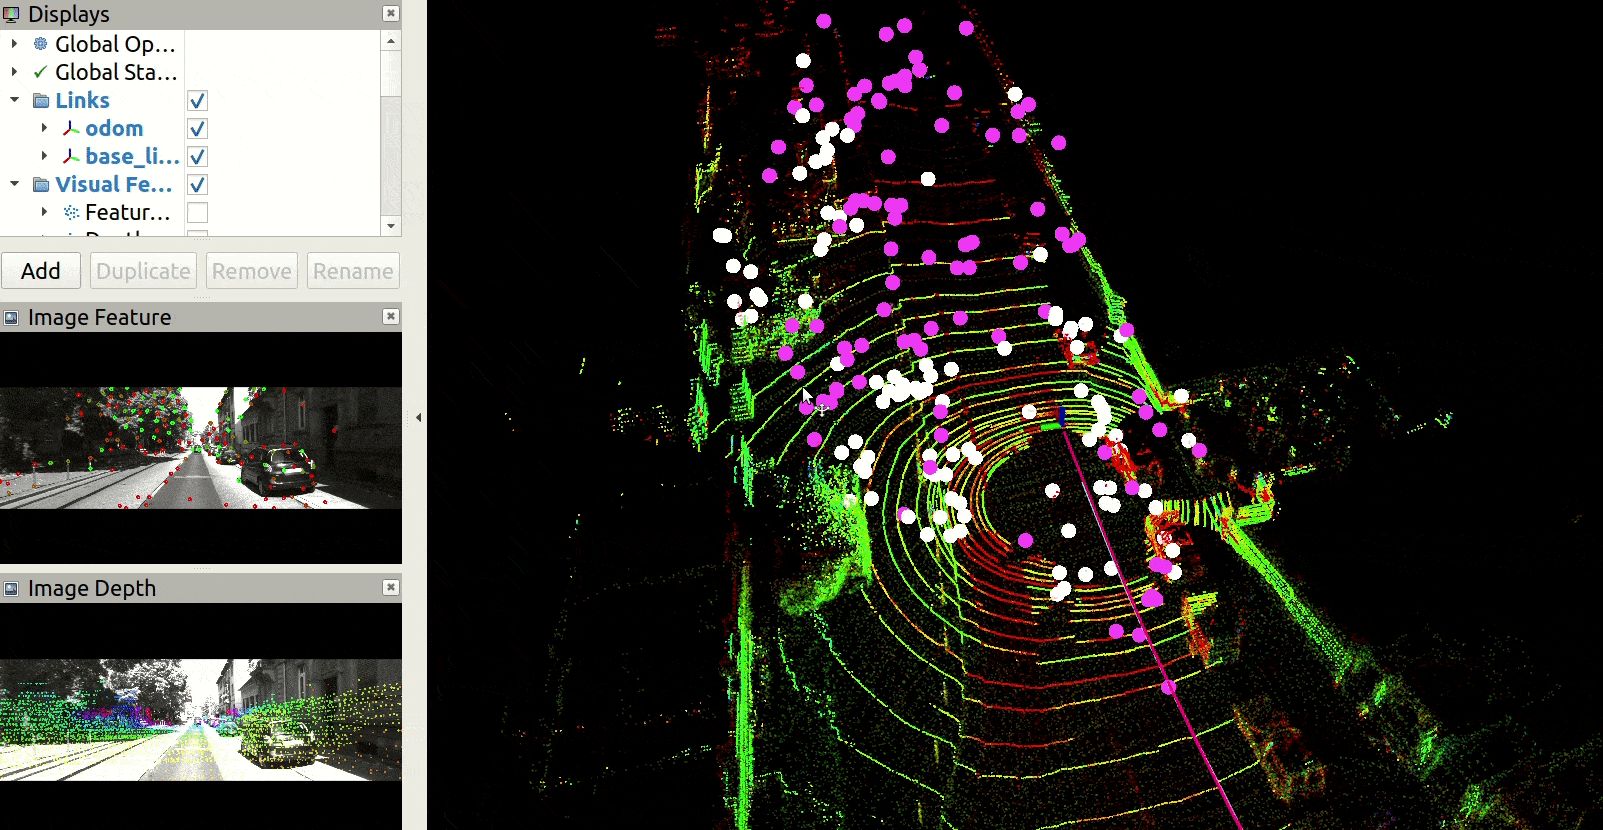 Displays
Global Op...
Global Sta...
Links
odom
base_li...
Visual Fe...
Featur...
Add
Duplicate
Remove
Rename
Image Feature
Image Depth